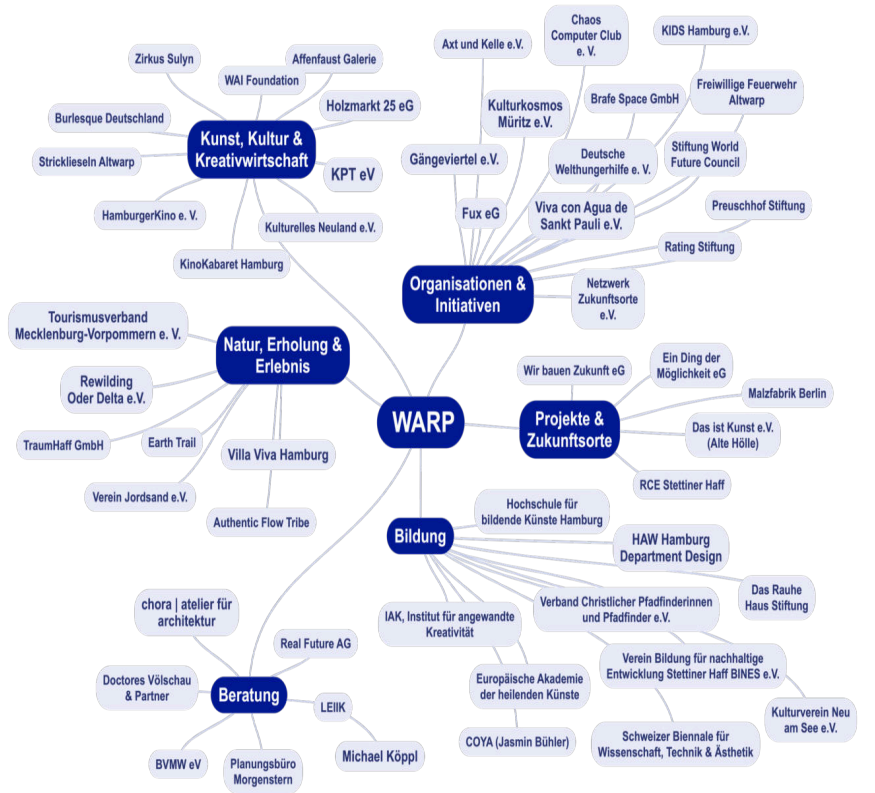 WARP
Kunst, Kultur &
Kreativwirtschaft
Zirkus Sulyn
WAI Foundation
Affenfaust Galerie
Holzmarkt 25 eG
Burlesque Deutschland
Stricklieseln Altwarp
KPT eV
HamburgerKino e. V.
Kulturelles Neuland e.V.
KinoKabaret Hamburg
Organisationen &
Initiativen
Axt und Kelle e.V.
Chaos
Computer Club
e. V.
KIDS Hamburg e.V.
Kulturkosmos
Müritz e.V.
Brafe Space GmbH
Freiwillige Feuerwehr
Altwarp
Gängeviertel e.V.
Deutsche
Welthungerhilfe e. V.
Stiftung World
Future Council
Fux eG
Viva con Agua de
Sankt Pauli e.V.
Preuschhof Stiftung
Rating Stiftung
Netzwerk
Zukunftsorte
e.V.
Natur, Erholung &
Erlebnis
Tourismusverband
Mecklenburg-Vorpommern e. V.
Rewilding
Oder Delta e.V.
TraumHaff GmbH
Earth Trail
Villa Viva Hamburg
Verein Jordsand e.V.
Authentic Flow Tribe
Projekte &
Zukunftsorte
Wir bauen Zukunft eG
Ein Ding der
Möglichkeit eG
Malzfabrik Berlin
Das ist Kunst e.V.
(Alte Hölle)
RCE Stettiner Haff
Bildung
Hochschule für
bildende Künste Hamburg
HAW Hamburg
Department Design
Das Rauhe
Haus Stiftung
IAK, Institut für angewandte
Kreativität
Verband Christlicher Pfadfinderinnen
und Pfadfinder e.V.
Europäische Akademie
der heilenden Künste
Verein Bildung für nachhaltige
Entwicklung Stettiner Haff BINES e.V.
Kulturverein Neu
am See e.V.
COYA (Jasmin Bühler)
Schweizer Biennale für
Wissenschaft, Technik & Ästhetik
Beratung
chora | atelier für
architektur
Real Future AG
Doctores Völschau
& Partner
LEIIK
Michael Köppl
BVMW eV
Planungsbüro
Morgenstern